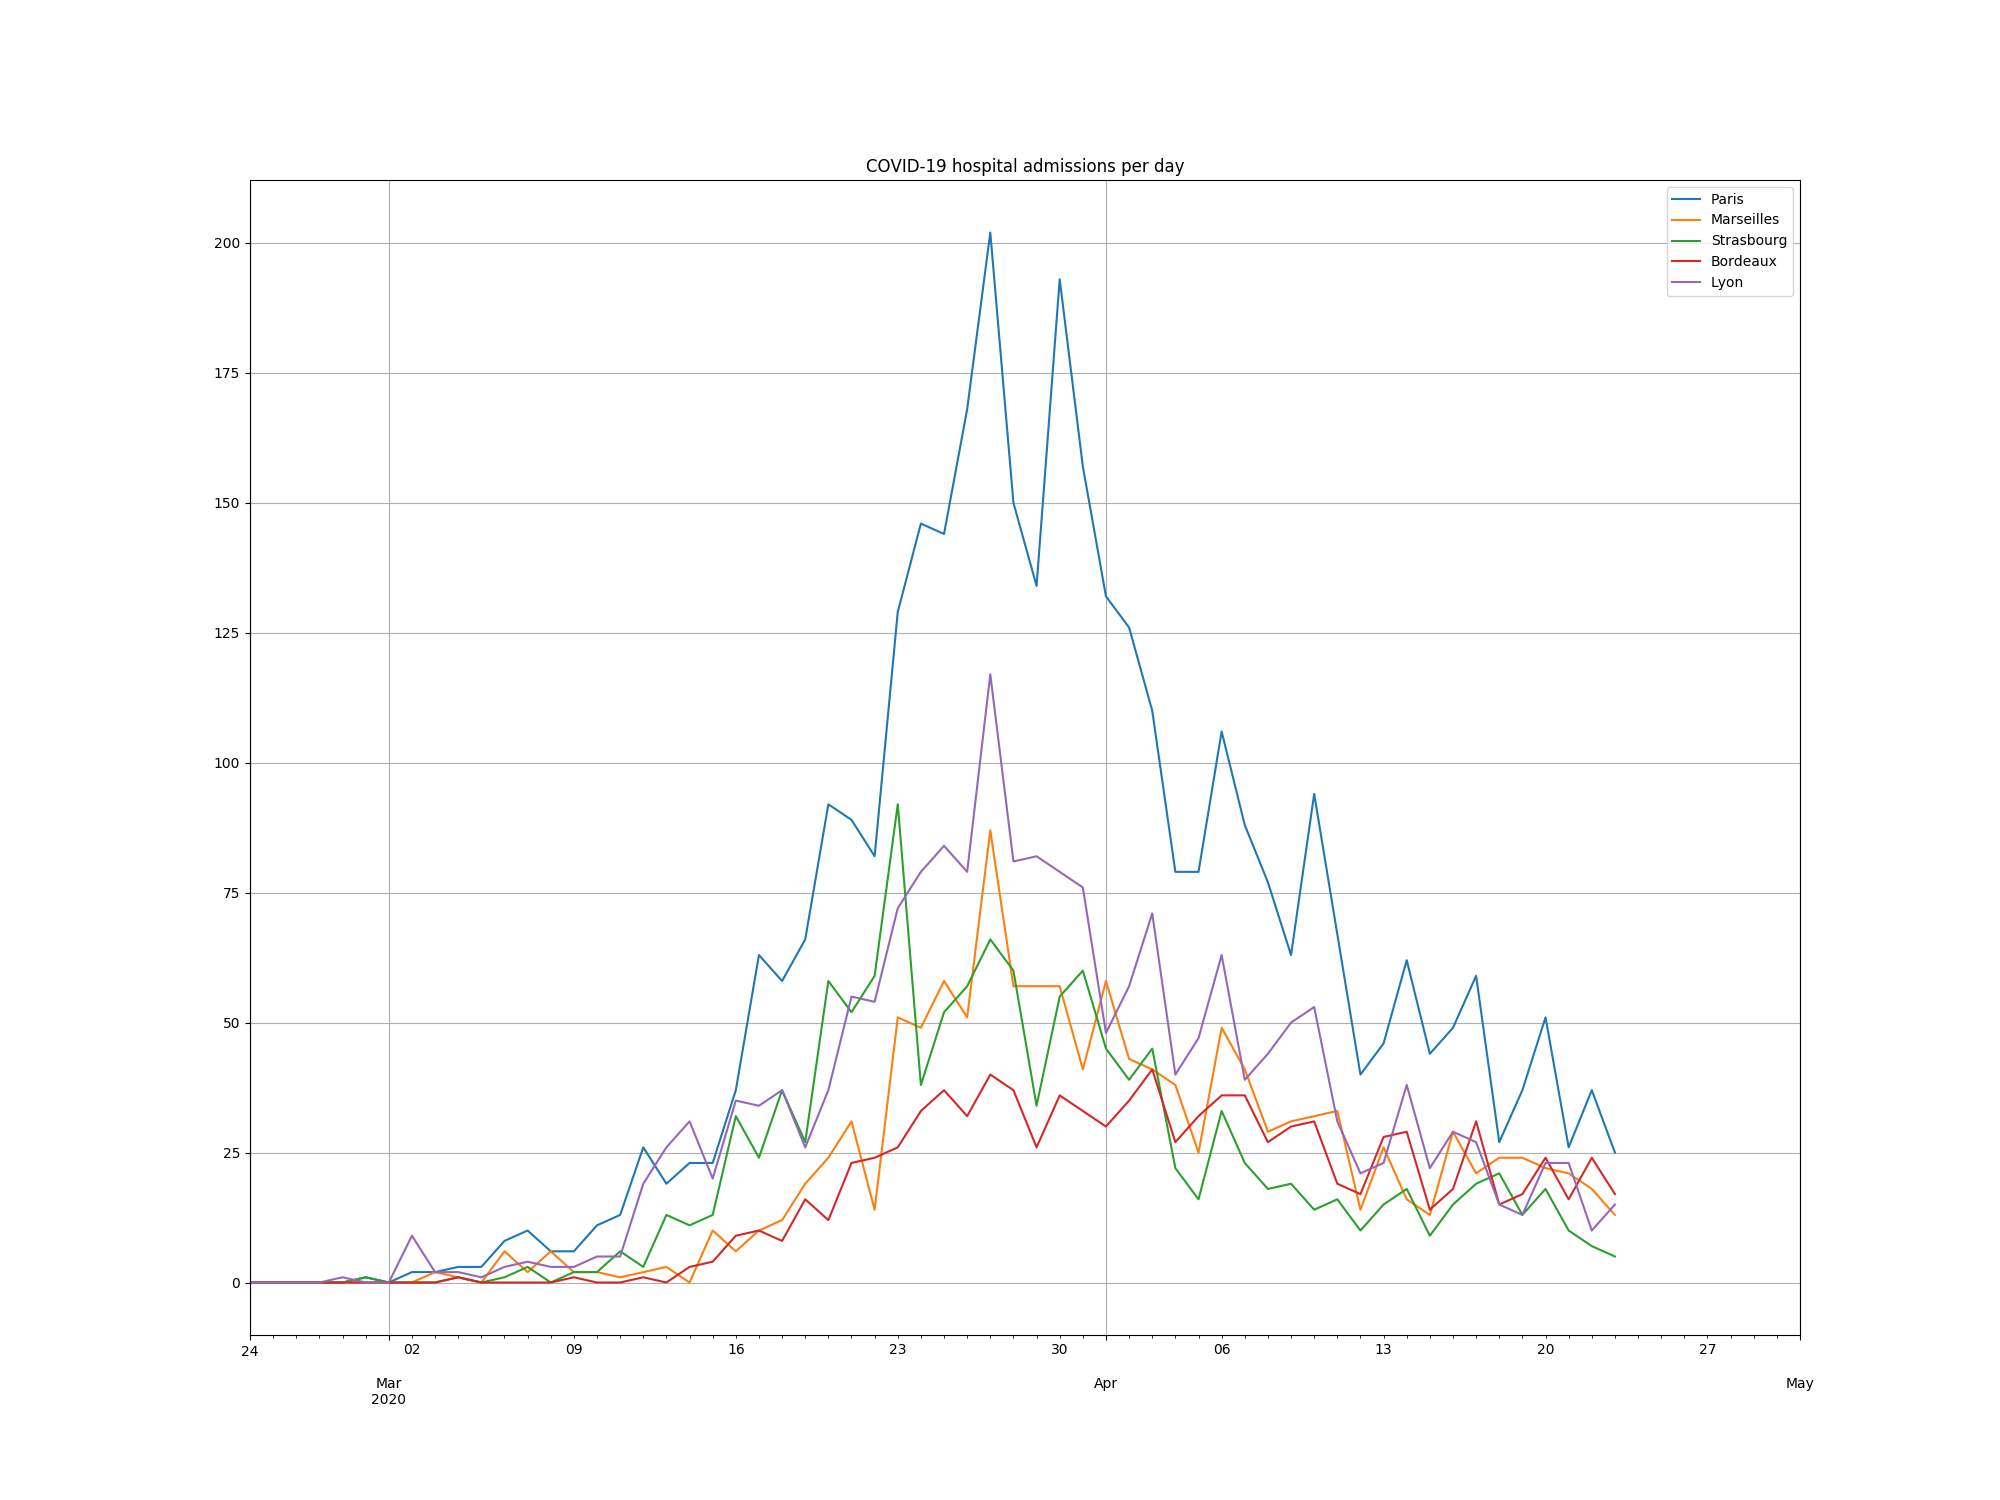 COVID-19 hospital admissions per day
Paris
Marseilles
Strasbourg
Bordeaux
Lyon
200
175
150
125
100
75
50
25
0
24 02 09 16 23 30 06 13 20 27
Mar Apr May
2020